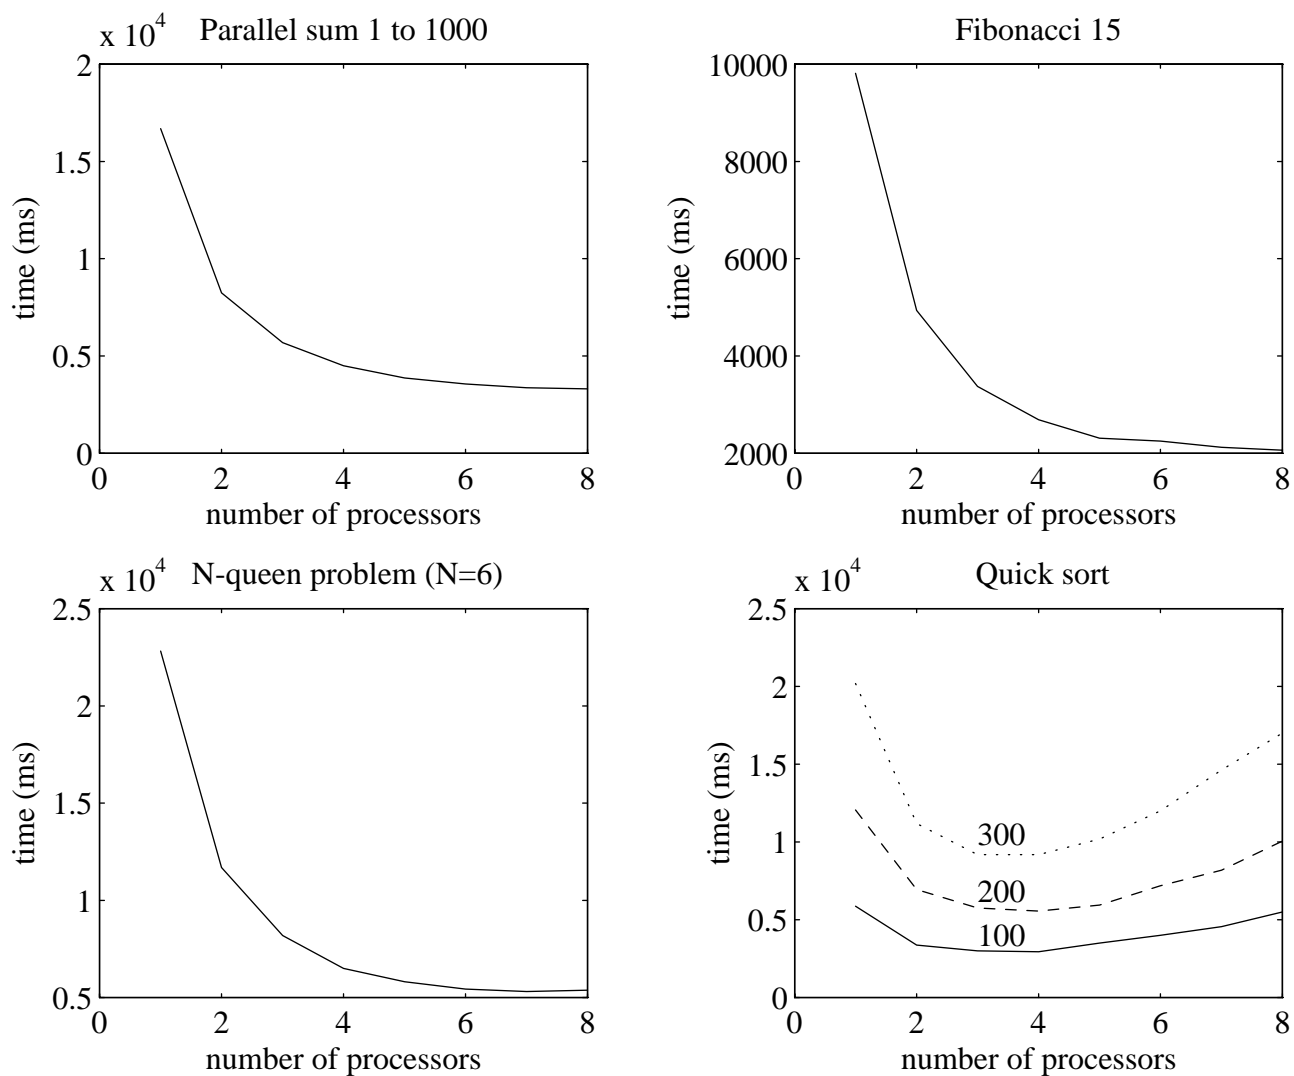 x 10^4 Parallel sum 1 to 1000
2
1.5
1
0.5
0
time (ms)
0 2 4 6 8
number of processors
Fibonacci 15
10000
8000
6000
4000
2000
time (ms)
0 2 4 6 8
number of processors
x 10^4 N-queen problem (N=6)
2.5
2
1.5
1
0.5
time (ms)
0 2 4 6 8
number of processors
x 10^4 Quick sort
2.5
2
1.5
1
0.5
0
time (ms)
300
200
100
0 2 4 6 8
number of processors